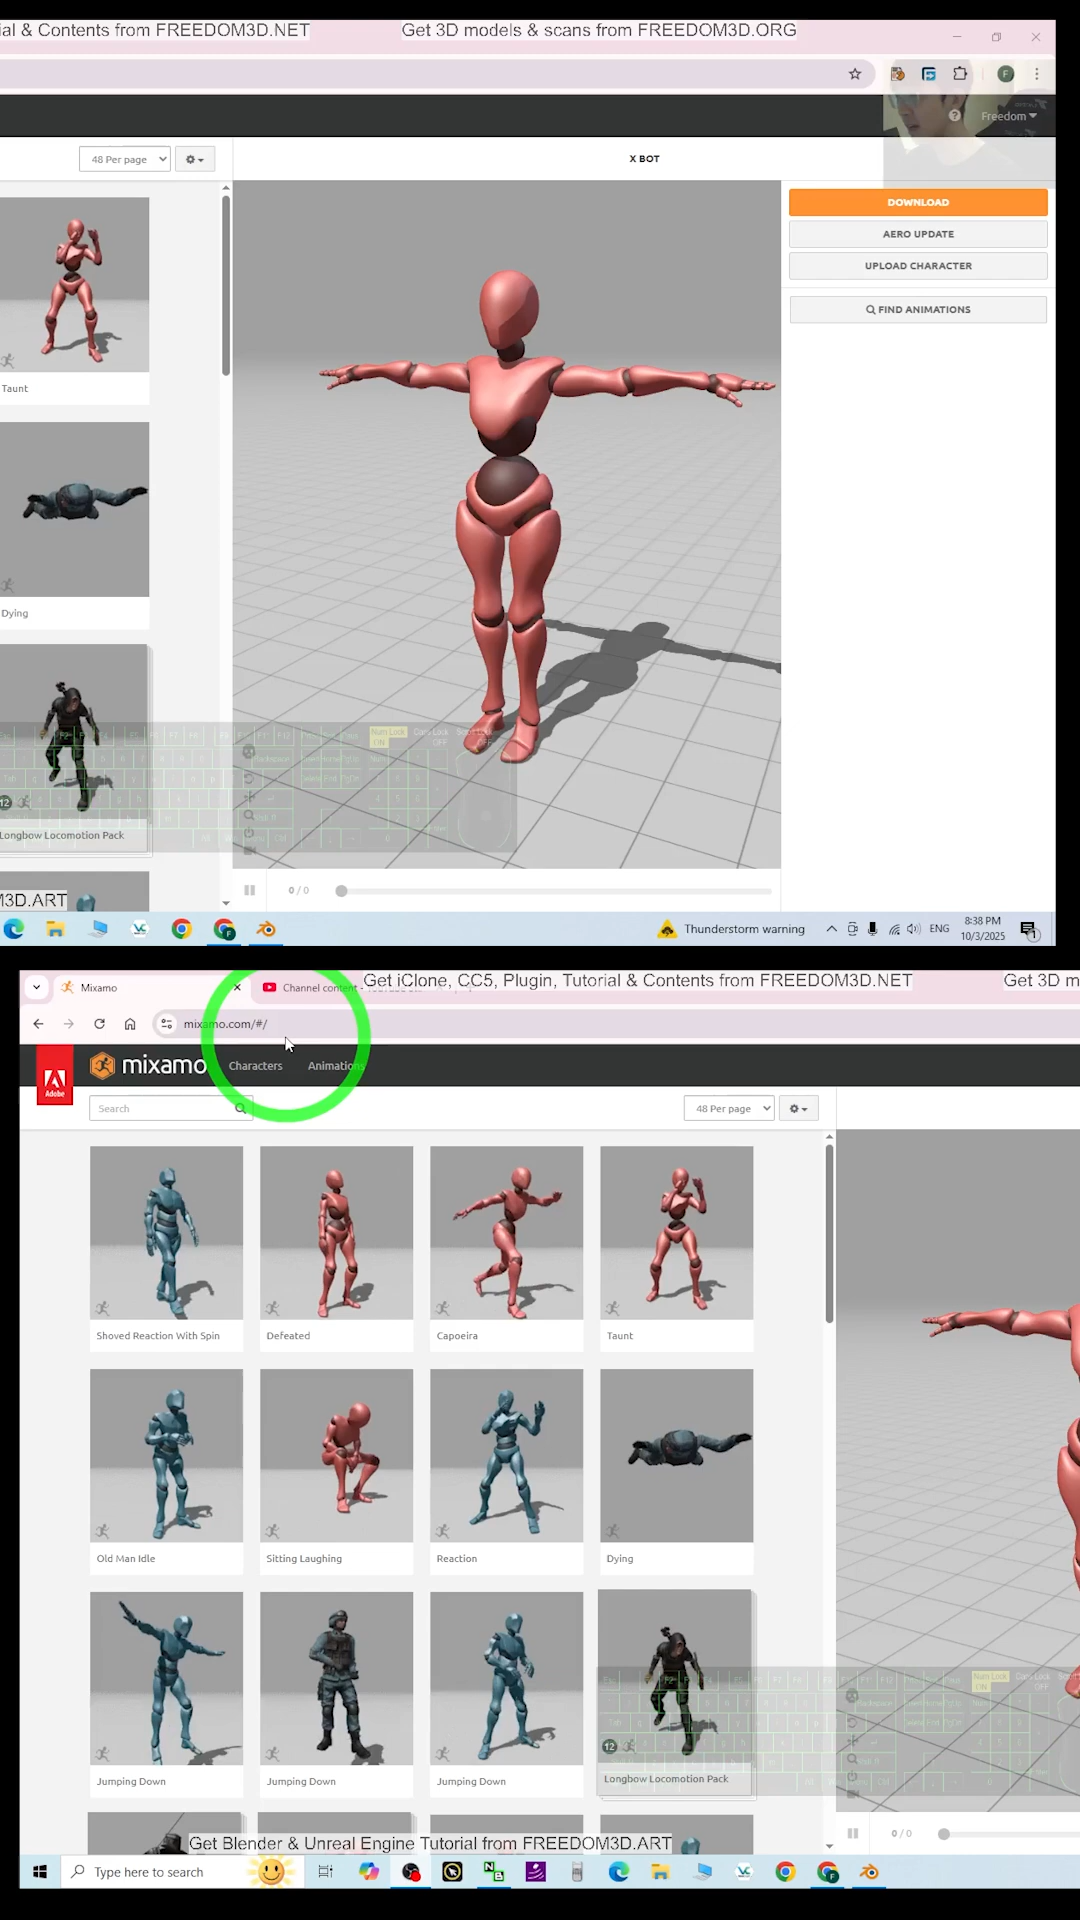 ial & Contents from FREEDOM3D.NET
Get 3D models & scans from FREEDOM3D.ORG
F
Freedom
48 Per page
X BOT
DOWNLOAD
AERO UPDATE
UPLOAD CHARACTER
FIND ANIMATIONS
Taunt
Dying
12
Longbow Locomotion Pack
0 / 0
M3D.ART
Thunderstorm warning
ENG
8:38 PM
10/3/2025
1
Mixamo
Channel content -
Get iClone, CC5, Plugin, Tutorial & Contents from FREEDOM3D.NET
Get 3D m
mixamo.com/#/
Adobe
mixamo
Characters
Animations
Search
48 Per page
Shoved Reaction With Spin
Defeated
Capoeira
Taunt
Old Man Idle
Sitting Laughing
Reaction
Dying
Jumping Down
Jumping Down
Jumping Down
12
Longbow Locomotion Pack
0 / 0
Get Blender & Unreal Engine Tutorial from FREEDOM3D.ART
Type here to search